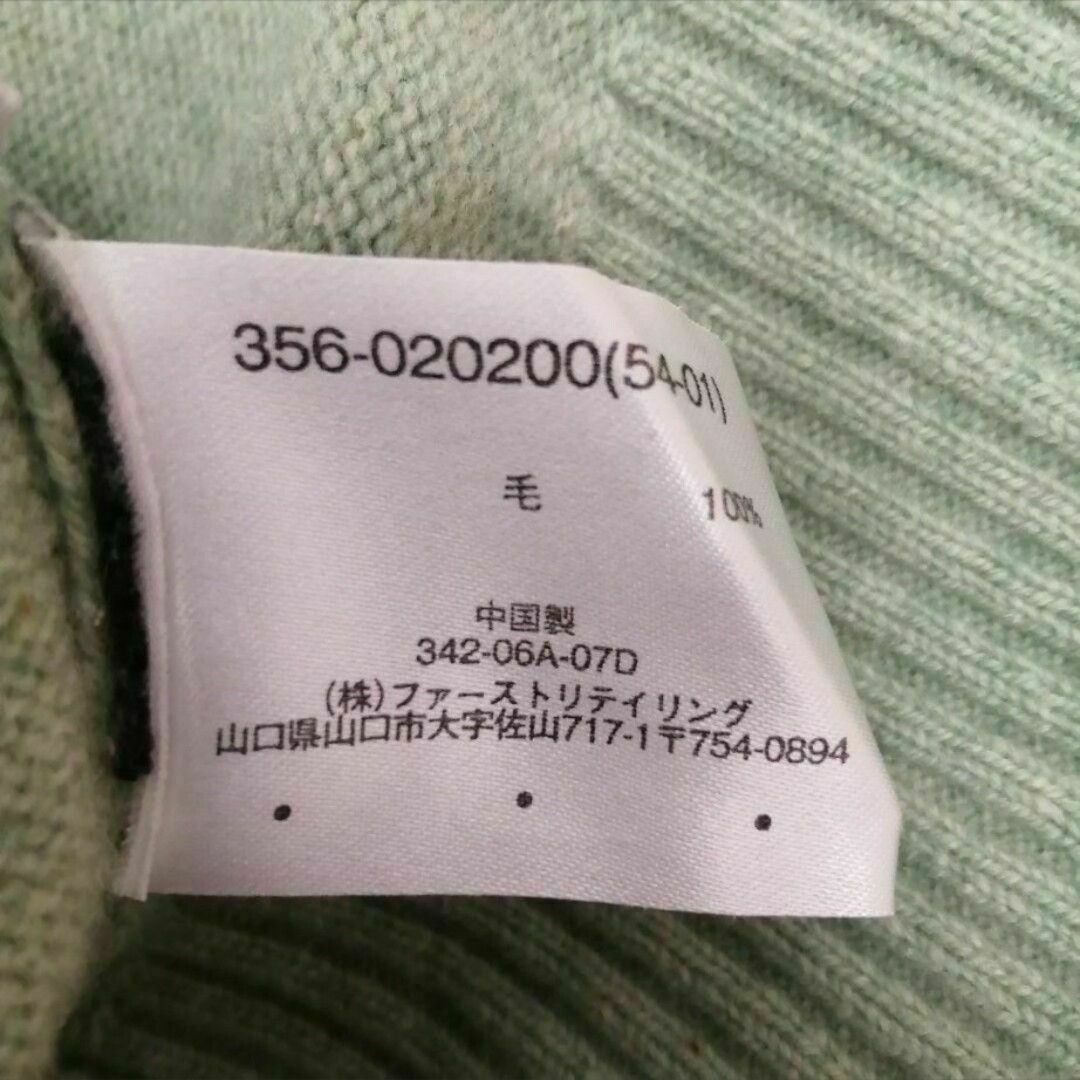 356-020200(54-01)
毛 100%
中国製
342-06A-07D
(株)ファーストリテイリング
山口県山口市大字佐山717-1〒754-0894